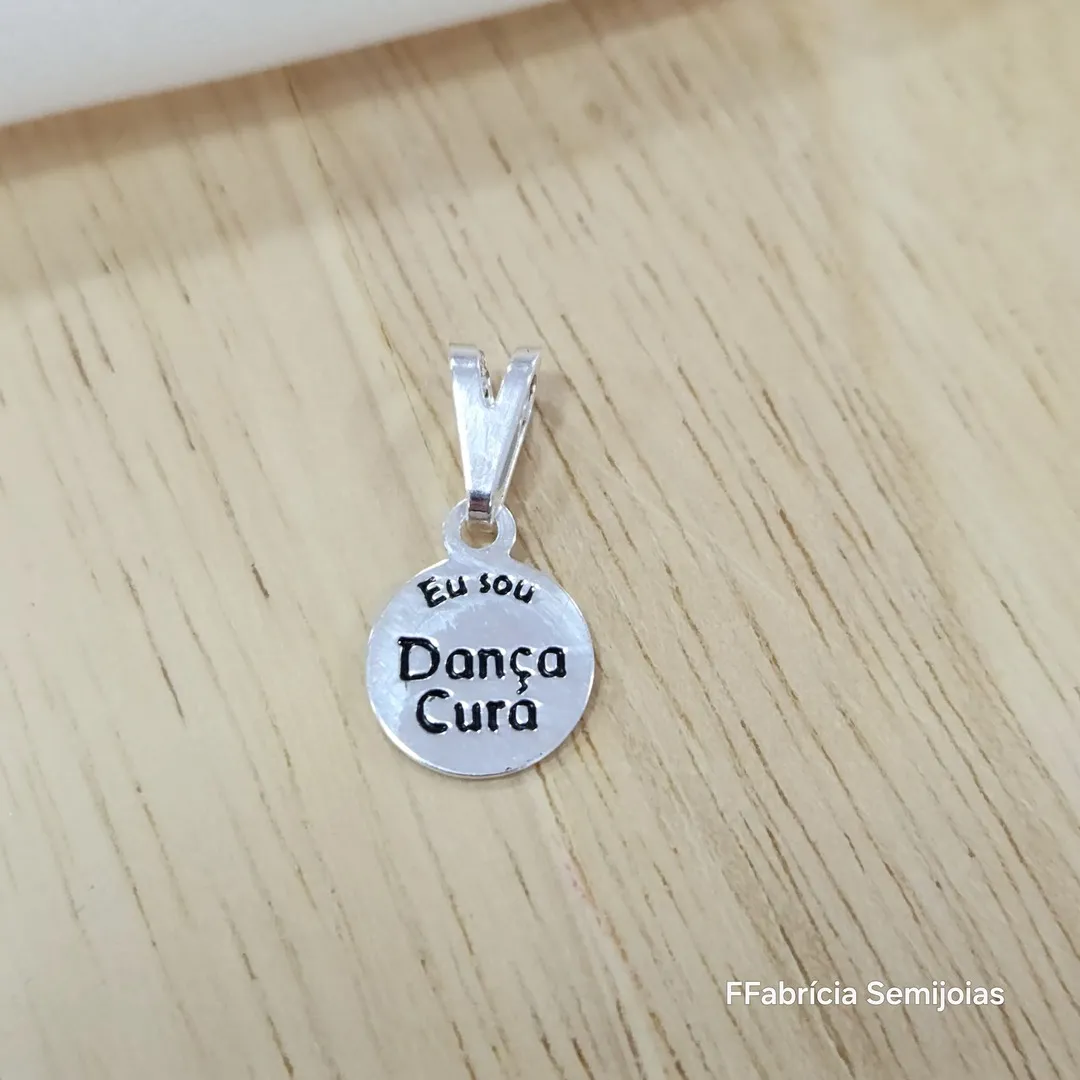 Eu sou
Dança
Cura
FFabrícia Semijoias